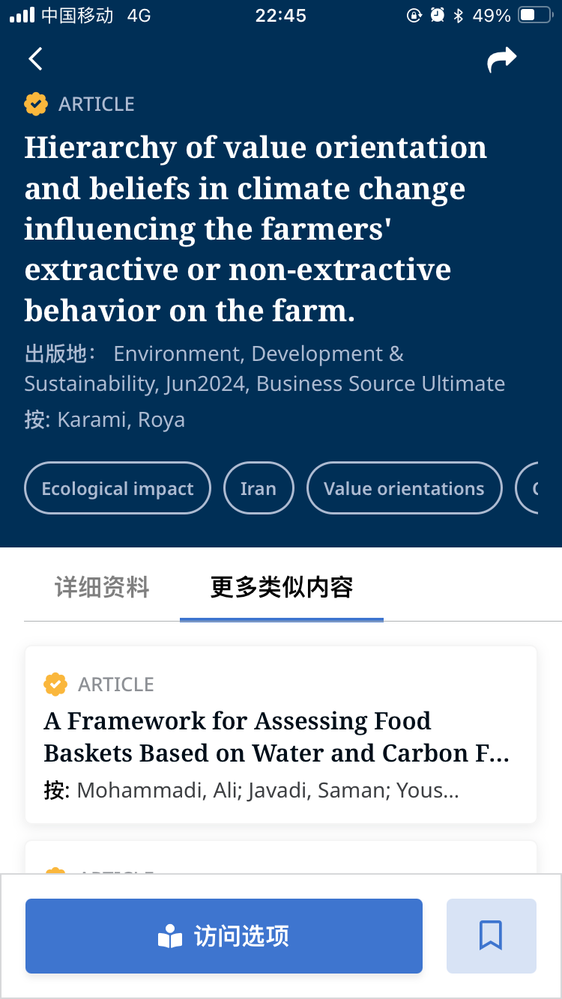 中国移动 4G 22:45 49%
ARTICLE
Hierarchy of value orientation
and beliefs in climate change
influencing the farmers'
extractive or non-extractive
behavior on the farm.
出版地： Environment, Development &
Sustainability, Jun2024, Business Source Ultimate
按: Karami, Roya
Ecological impact Iran Value orientations
详细资料 更多类似内容
ARTICLE
A Framework for Assessing Food
Baskets Based on Water and Carbon F...
按: Mohammadi, Ali; Javadi, Saman; Yous...
ARTICLE
访问选项